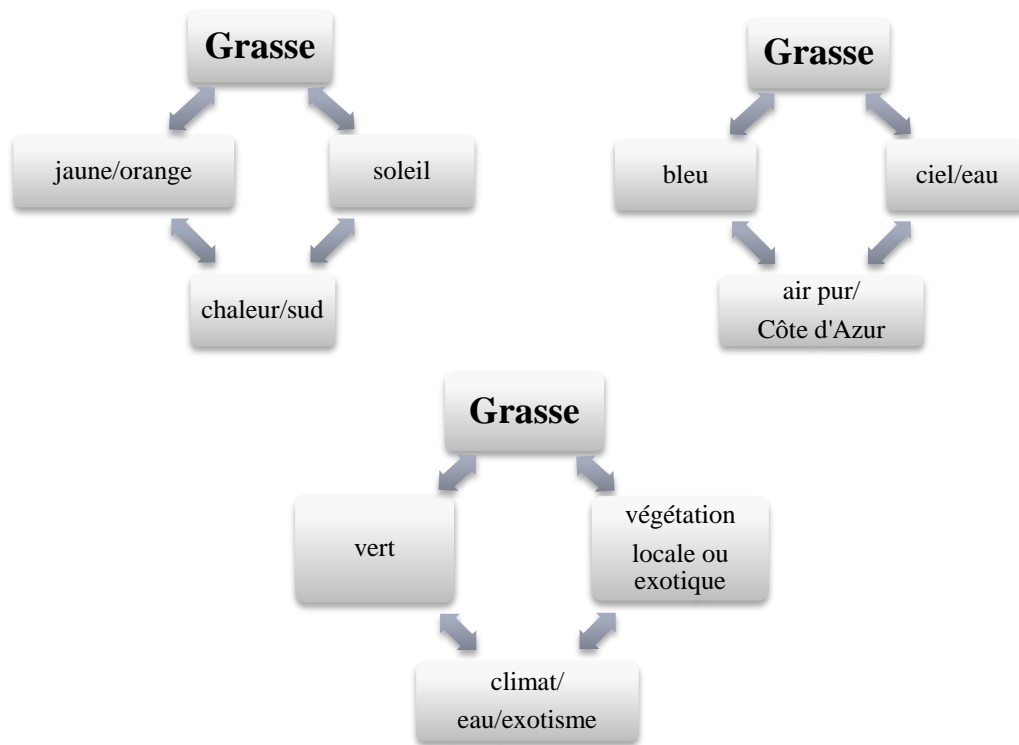 Grasse
jaune/orange
soleil
chaleur/sud
Grasse
bleu
ciel/eau
air pur/
Côte d'Azur
Grasse
vert
végétation
locale ou
exotique
climat/
eau/exotisme